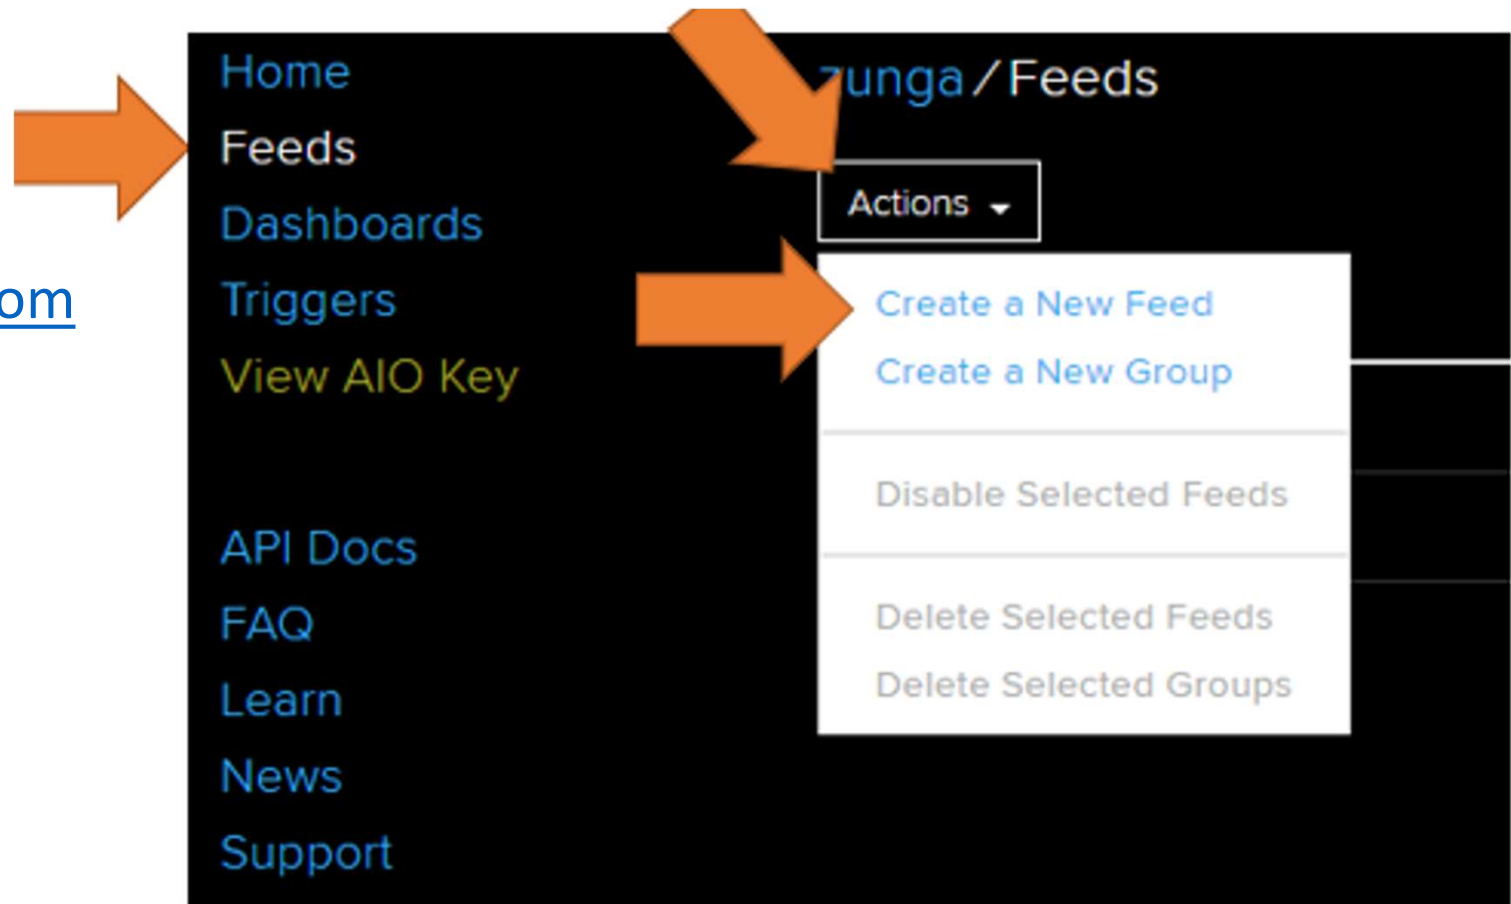 Home
Feeds
Dashboards
om
Triggers
View AIO Key
API Docs
FAQ
Learn
News
Support
zunga / Feeds
Actions
Create a New Feed
Create a New Group
Disable Selected Feeds
Delete Selected Feeds
Delete Selected Groups